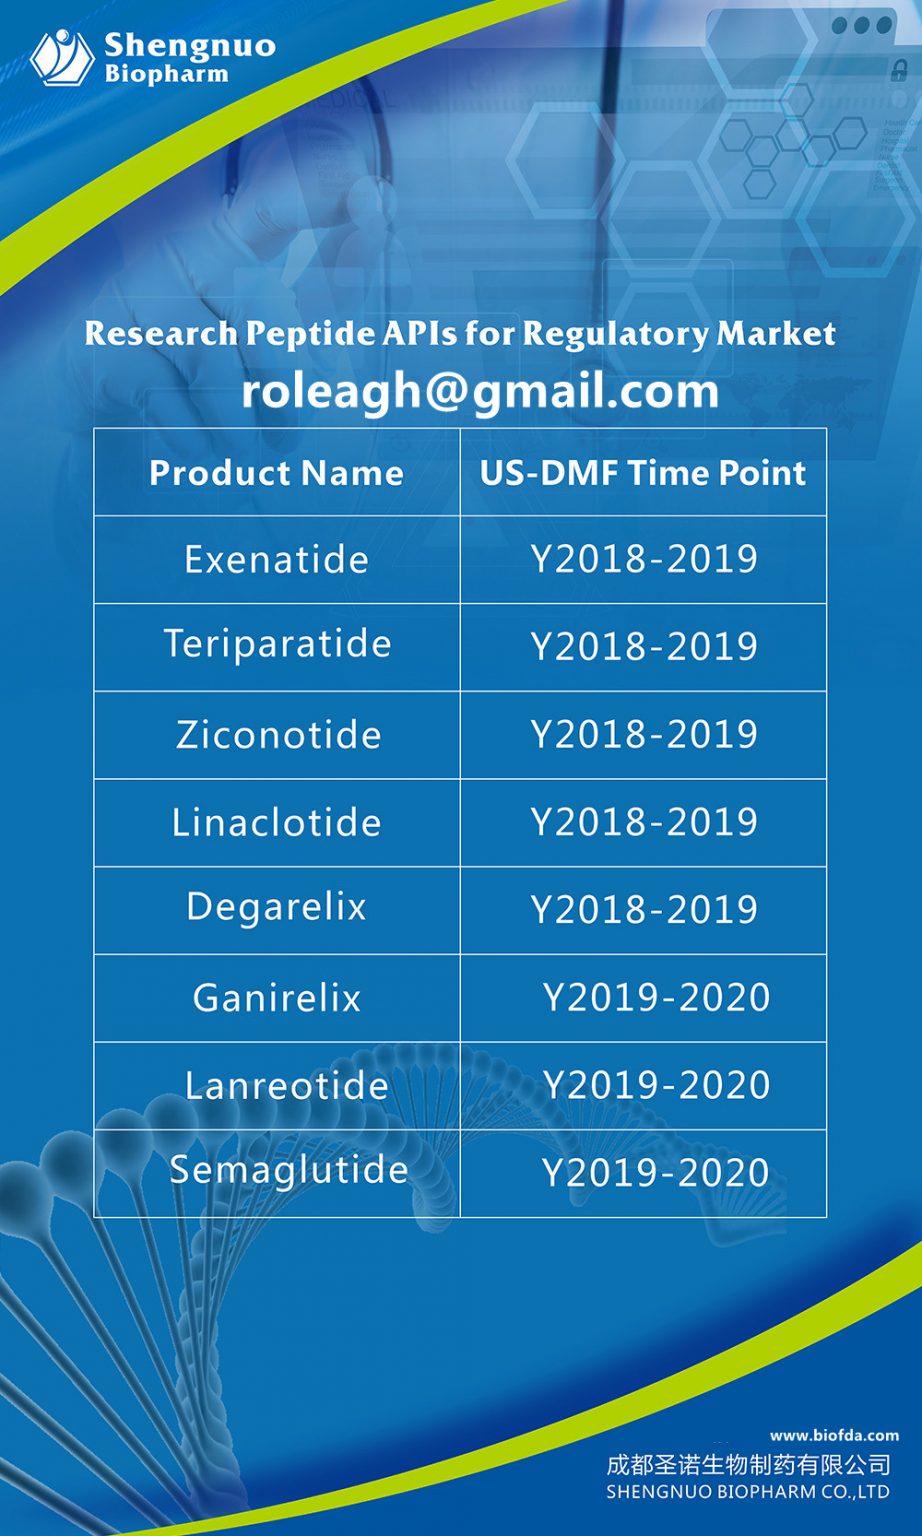 Shengnuo
Biopharm
MEDICAL
Research Peptide APIs for Regulatory Market
roleagh@gmail.com
Product Name US-DMF Time Point
Exenatide Y2018-2019
Teriparatide Y2018-2019
Ziconotide Y2018-2019
Linaclotide Y2018-2019
Degarelix Y2018-2019
Ganirelix Y2019-2020
Lanreotide Y2019-2020
Semaglutide Y2019-2020
www.biofda.com
成都圣诺生物制药有限公司
SHENGNUO BIOPHARM CO.,LTD